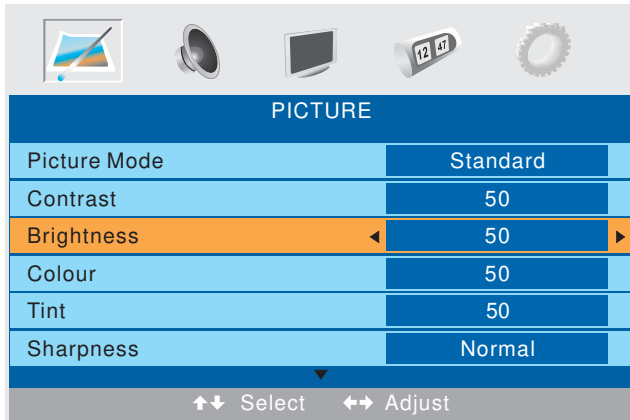 12 47
PICTURE
Picture Mode Standard
Contrast 50
Brightness 50
Colour 50
Tint 50
Sharpness Normal
Select Adjust